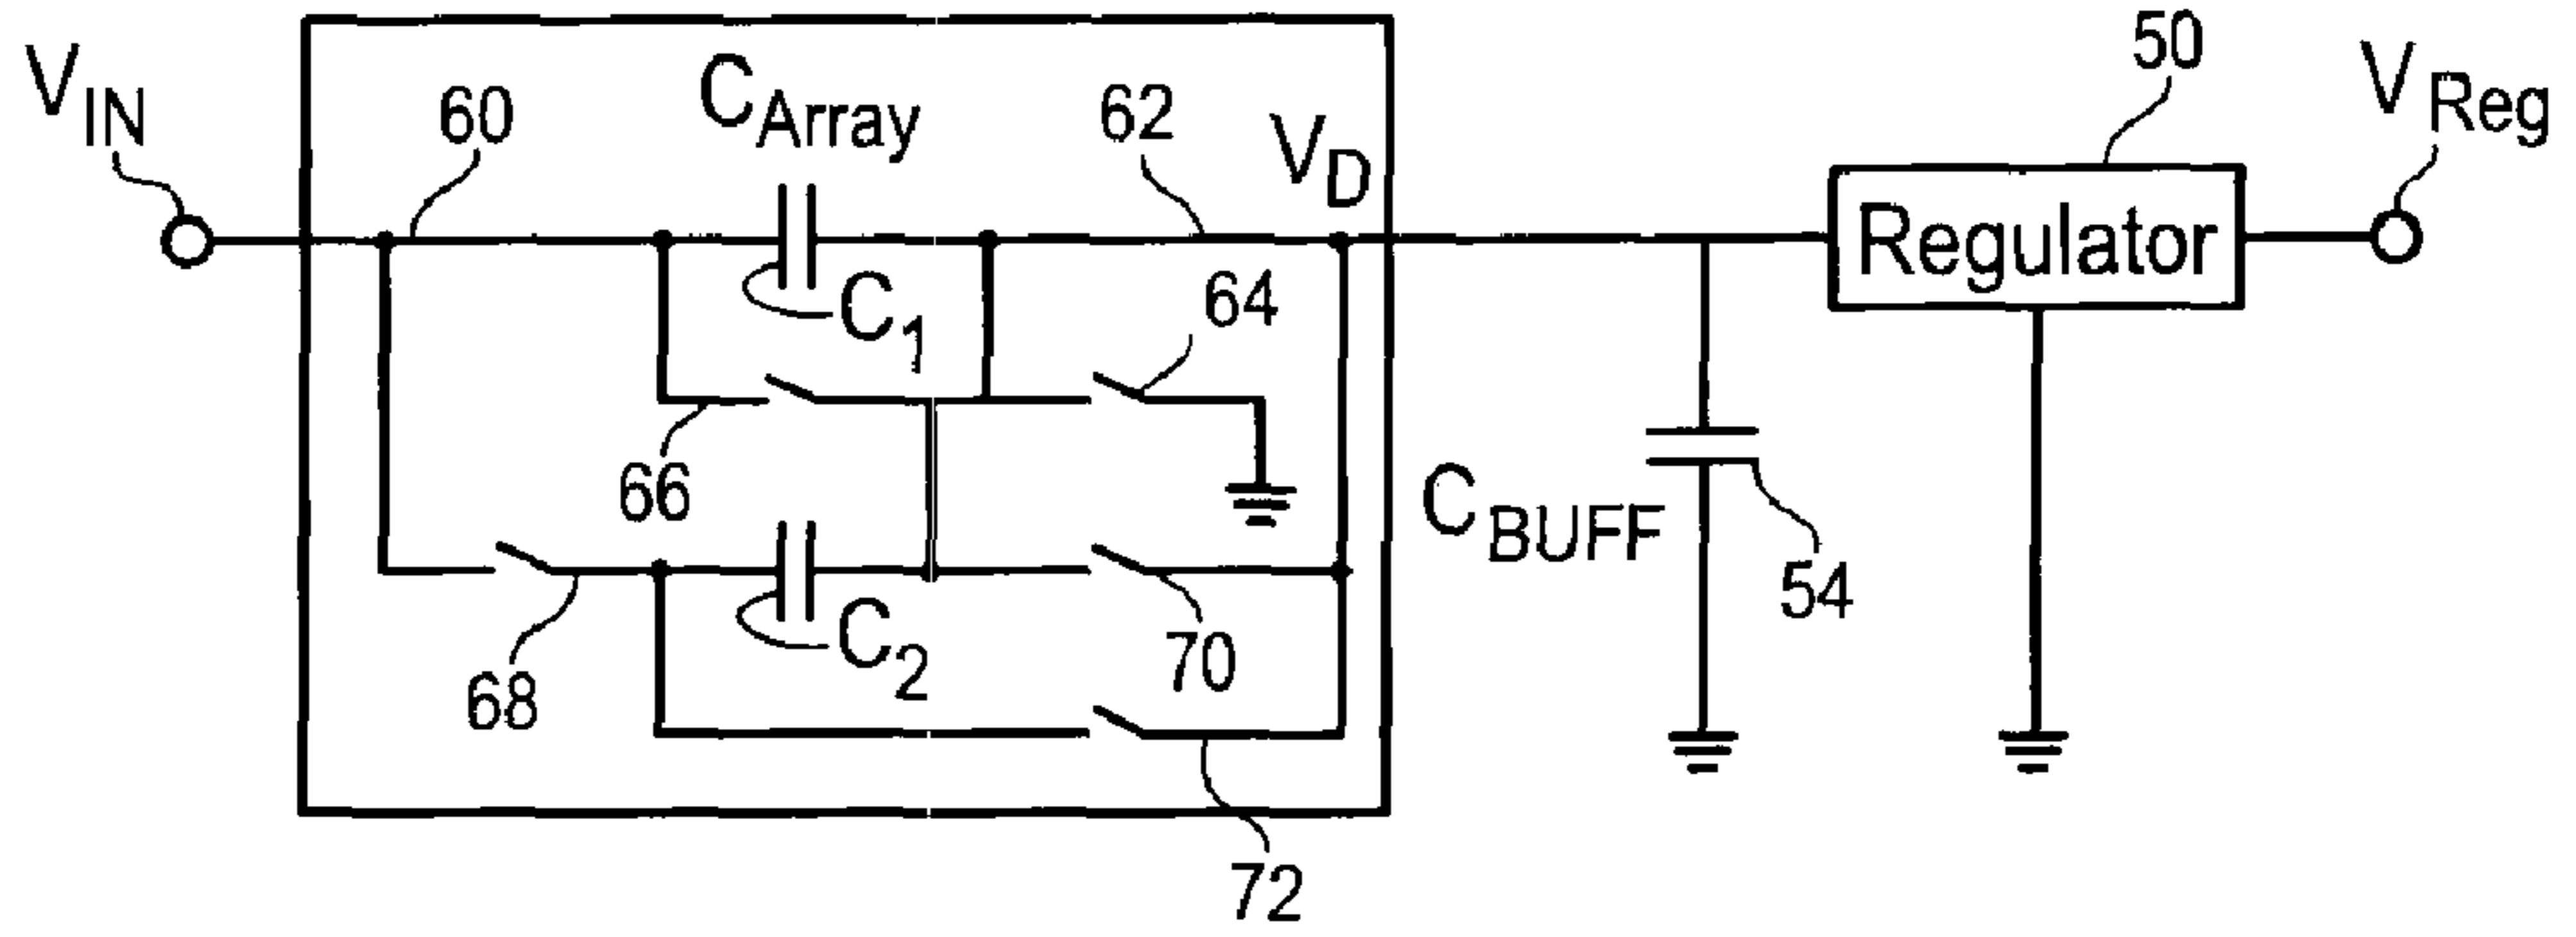 V_IN
60
C_Array
62
V_D
50
V_Reg
Regulator
C_1
64
66
C_BUFF
54
C_2
70
68
72